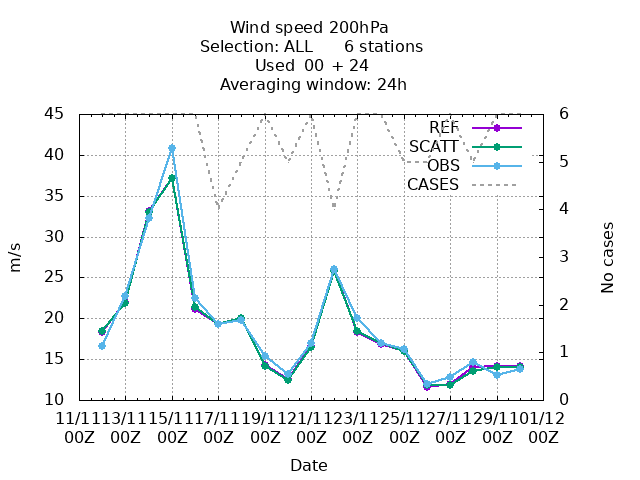 Wind speed 200hPa
Selection: ALL 6 stations
Used 00 + 24
Averaging window: 24h
45 6
REF
SCATT
40 5
OBS
CASES
35 4
30 3
m/s No cases
25
20 2
15 1
10 0
11/11 13/11 15/11 17/11 19/11 21/11 23/11 25/11 27/11 29/11 01/12
00Z 00Z 00Z 00Z 00Z 00Z 00Z 00Z 00Z 00Z 00Z
Date